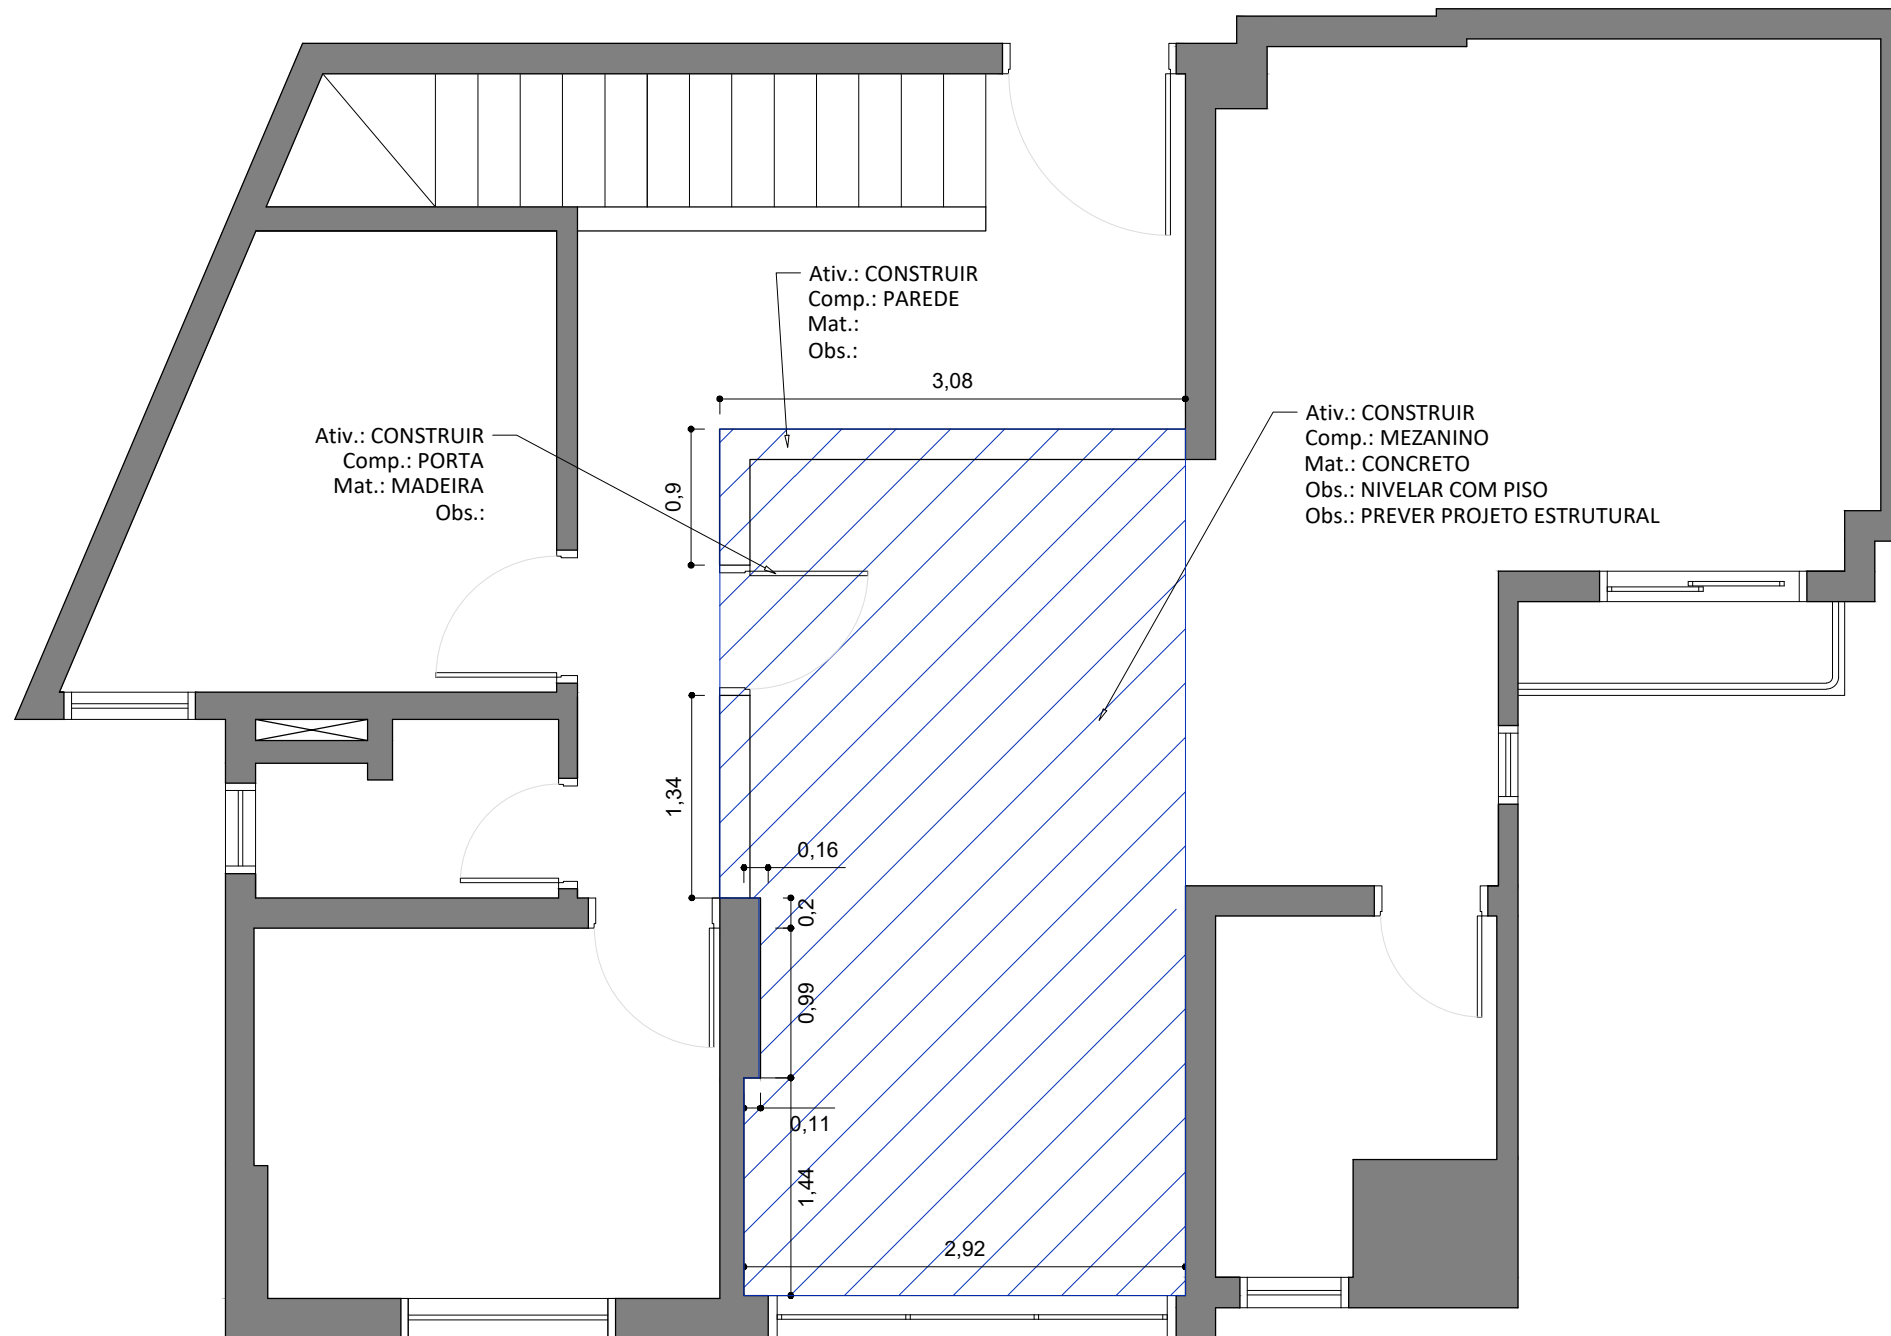 Ativ.: CONSTRUIR
Comp.: PAREDE
Mat.:
Obs.:
3,08
Ativ.: CONSTRUIR
Comp.: MEZANINO
Mat.: CONCRETO
Obs.: NIVELAR COM PISO
Obs.: PREVER PROJETO ESTRUTURAL
Ativ.: CONSTRUIR
Comp.: PORTA
Mat.: MADEIRA
Obs.:
0,9
1,34
0,16
0,2
0,99
0,11
1,44
2,92